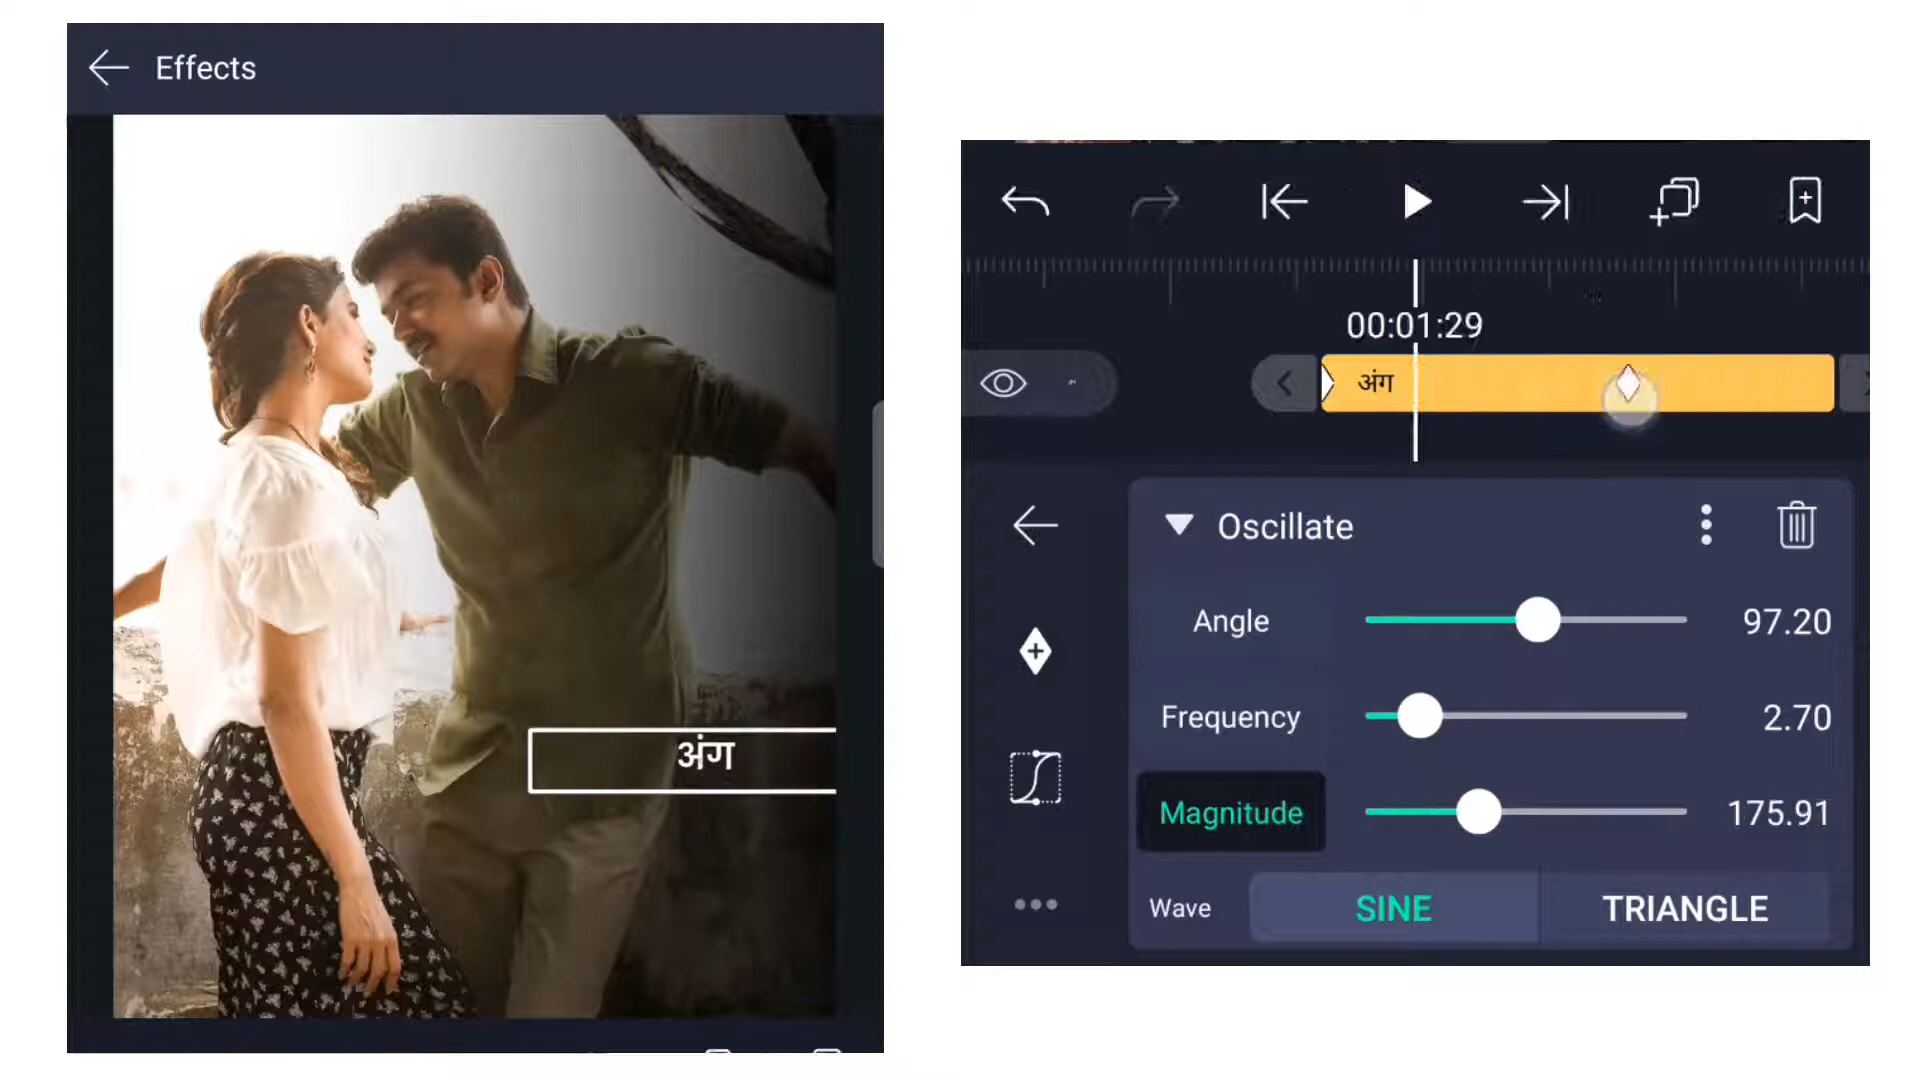 Effects
अंग
00:01:29
अंग
Oscillate
Angle 97.20
Frequency 2.70
Magnitude 175.91
Wave SINE TRIANGLE